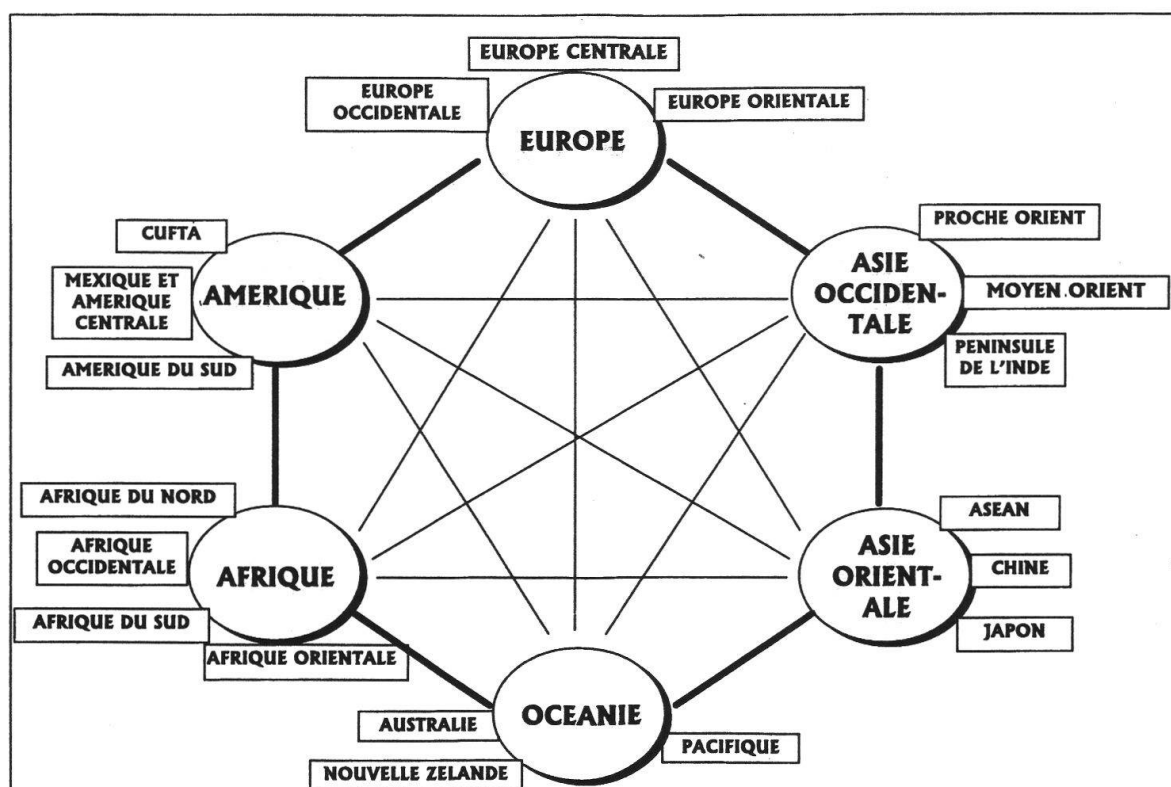 EUROPE CENTRALE
EUROPE
OCCIDENTALE
EUROPE ORIENTALE
EUROPE
CUFTA
MEXIQUE ET
AMERIQUE
CENTRALE
AMERIQUE DU SUD
AMERIQUE
PROCHE ORIENT
MOYEN ORIENT
PENINSULE
DE L'INDE
ASIE
OCCIDEN-
TALE
AFRIQUE DU NORD
AFRIQUE
OCCIDENTALE
AFRIQUE DU SUD
AFRIQUE ORIENTALE
AFRIQUE
ASEAN
CHINE
JAPON
ASIE
ORIENT-
ALE
AUSTRALIE
NOUVELLE ZELANDE
OCEANIE
PACIFIQUE